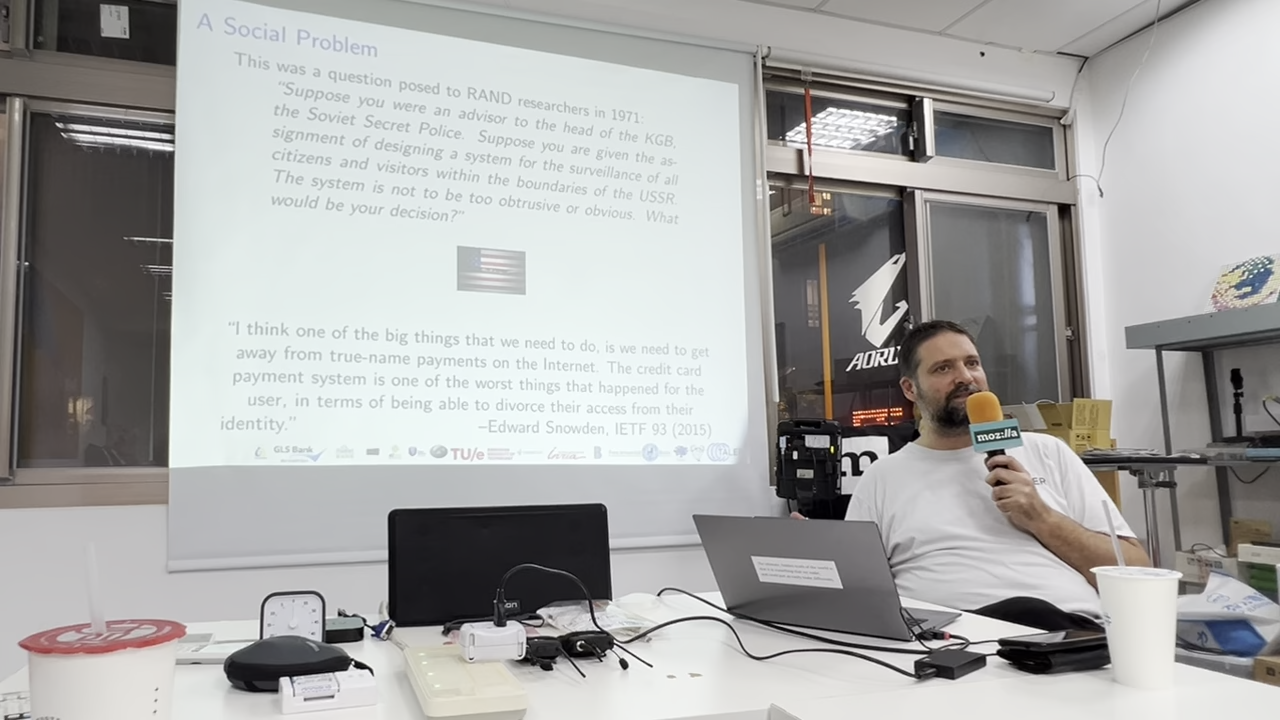 A Social Problem
This was a question posed to RAND researchers in 1971:
“Suppose you were an advisor to the head of the KGB,
the Soviet Secret Police. Suppose you are given the as-
signment of designing a system for the surveillance of all
citizens and visitors within the boundaries of the USSR.
The system is not to be too obtrusive or obvious. What
would be your decision?”
“I think one of the big things that we need to do, is we need to get
away from true-name payments on the Internet. The credit card
payment system is one of the worst things that happened for the
user, in terms of being able to divorce their access from their
identity.”
–Edward Snowden, IETF 93 (2015)
GLS Bank
TU/e
AORU
m
moz://a